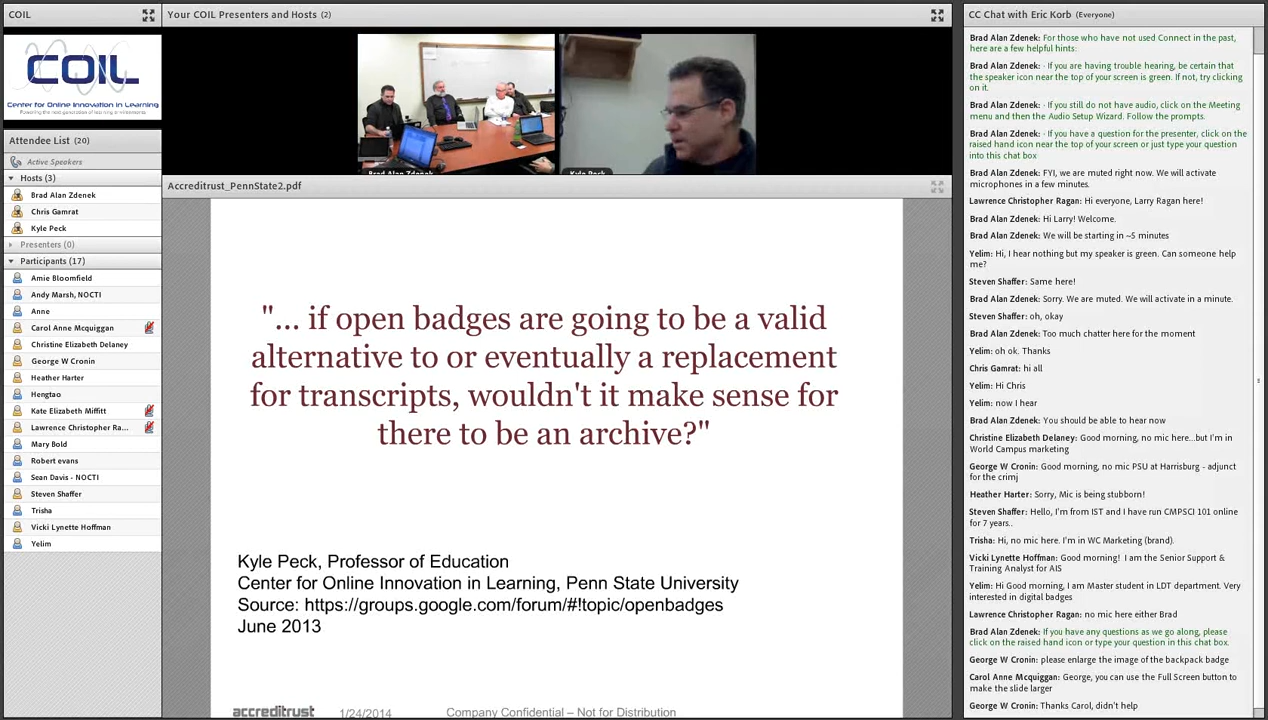 COIL
COIL
Center for Online Innovation in Learning
Attendee List (20)
Active Speakers
Hosts (3)
Brad Alan Zdenek
Chris Gamrat
Kyle Peck
Presenters (0)
Participants (17)
Amie Bloomfield
Andy Marsh, NOCTI
Anne
Carol Anne Mcquiggan
Christine Elizabeth Delaney
George W Cronin
Heather Harter
Hengtao
Kate Elizabeth Miffitt
Lawrence Christopher Ra...
Mary Bold
Robert evans
Sean Davis - NOCTI
Steven Shaffer
Trisha
Vicki Lynette Hoffman
Yelim
Your COIL Presenters and Hosts (2)
Brad Alan Zdenek
Kyle Peck
Accreditrust_PennState2.pdf
"... if open badges are going to be a valid
alternative to or eventually a replacement
for transcripts, wouldn't it make sense for
there to be an archive?"
Kyle Peck, Professor of Education
Center for Online Innovation in Learning, Penn State University
Source: https://groups.google.com/forum/#!topic/openbadges
June 2013
accreditrust 1/24/2014 Company Confidential – Not for Distribution
CC Chat with Eric Korb (Everyone)
Brad Alan Zdenek: For those who have not used Connect in the past,
here are a few helpful hints:
Brad Alan Zdenek: · If you are having trouble hearing, be certain that
the speaker icon near the top of your screen is green. If not, try clicking
on it.
Brad Alan Zdenek: · If you still do not have audio, click on the Meeting
menu and then the Audio Setup Wizard. Follow the prompts.
Brad Alan Zdenek: · If you have a question for the presenter, click on the
raised hand icon near the top of your screen or just type your question
into this chat box
Brad Alan Zdenek: FYI, we are muted right now. We will activate
microphones in a few minutes.
Lawrence Christopher Ragan: Hi everyone, Larry Ragan here!
Brad Alan Zdenek: Hi Larry! Welcome.
Brad Alan Zdenek: We will be starting in ~5 minutes
Yelim: Hi, I hear nothing but my speaker is green. Can someone help
me?
Steven Shaffer: Same here!
Brad Alan Zdenek: Sorry. We are muted. We will activate in a minute.
Steven Shaffer: oh, okay
Brad Alan Zdenek: Too much chatter here for the moment
Yelim: oh ok. Thanks
Chris Gamrat: hi all
Yelim: Hi Chris
Yelim: now I hear
Brad Alan Zdenek: You should be able to hear now
Christine Elizabeth Delaney: Good morning, no mic here...but I'm in
World Campus marketing
George W Cronin: Good morning, no mic PSU at Harrisburg - adjunct
for the crimj
Heather Harter: Sorry, Mic is being stubborn!
Steven Shaffer: Hello, I'm from IST and I have run CMPSCI 101 online
for 7 years..
Trisha: Hi, no mic here. I'm in WC Marketing (brand).
Vicki Lynette Hoffman: Good morning! I am the Senior Support &
Training Analyst for AIS
Yelim: Hi Good morning, I am Master student in LDT department. Very
interested in digital badges
Lawrence Christopher Ragan: no mic here either Brad
Brad Alan Zdenek: If you have any questions as we go along, please
click on the raised hand icon or type your question in this chat box.
George W Cronin: please enlarge the image of the backpack badge
Carol Anne Mcquiggan: George, you can use the Full Screen button to
make the slide larger
George W Cronin: Thanks Carol, didn't help